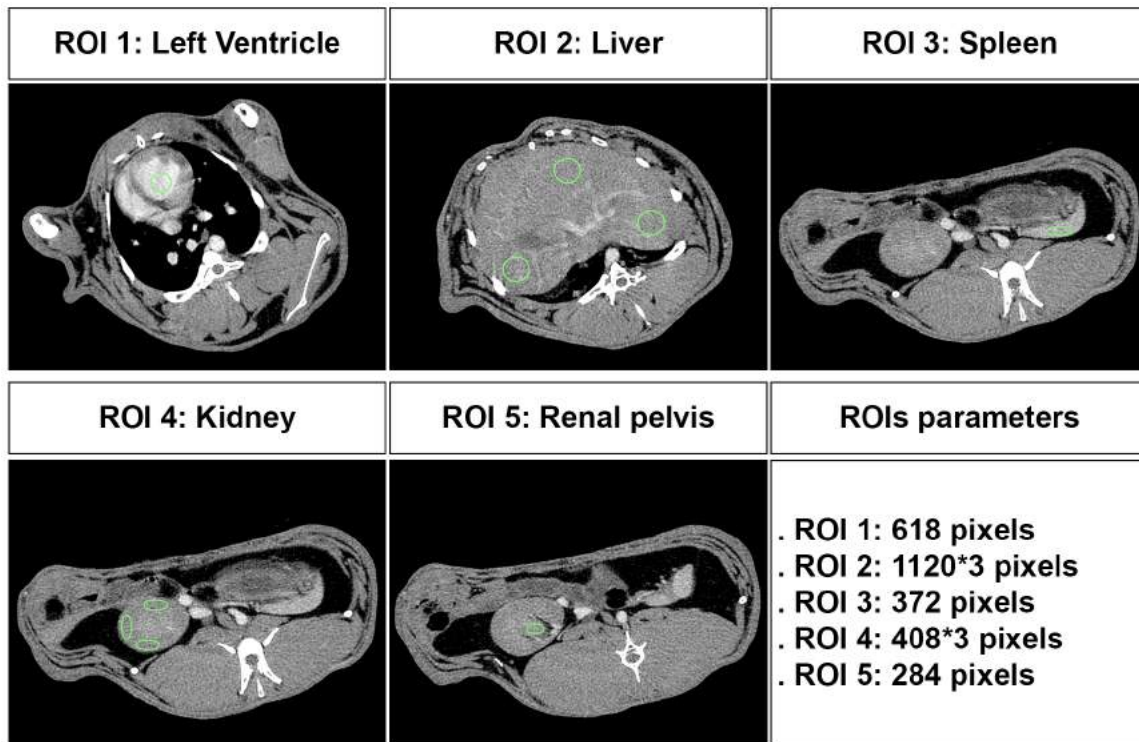 ROI 1: Left Ventricle
ROI 2: Liver
ROI 3: Spleen
ROI 4: Kidney
ROI 5: Renal pelvis
ROIs parameters
. ROI 1: 618 pixels
. ROI 2: 1120*3 pixels
. ROI 3: 372 pixels
. ROI 4: 408*3 pixels
. ROI 5: 284 pixels